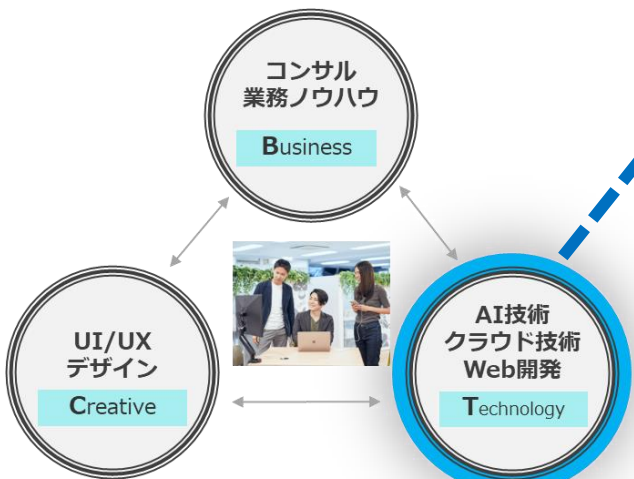 コンサル
業務ノウハウ
Business
UI/UX
デザイン
Creative
AI技術
クラウド技術
Web開発
Technology